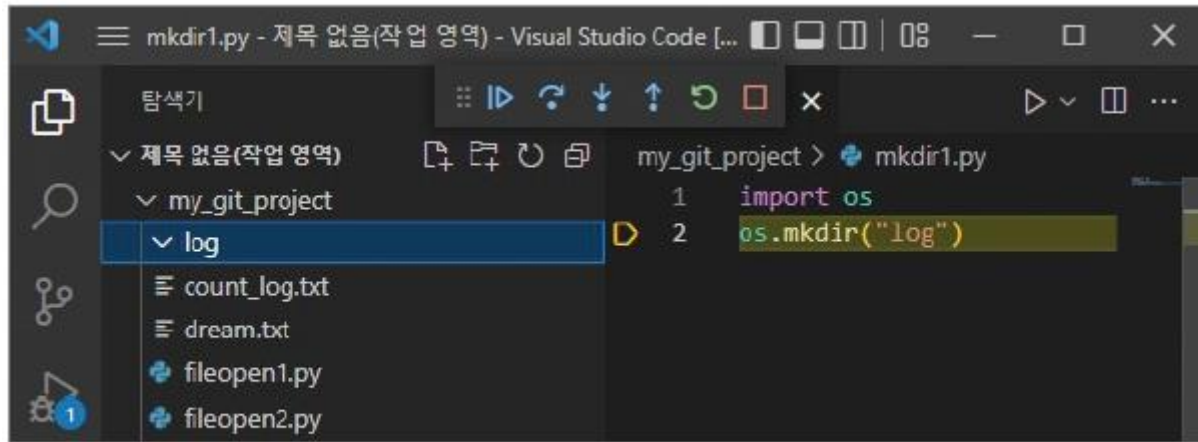 mkdir1.py - 제목 없음(작업 영역) - Visual Studio Code [...
탐색기
제목 없음(작업 영역)
my_git_project
log
count_log.txt
dream.txt
fileopen1.py
fileopen2.py
1
my_git_project > mkdir1.py
1 import os
2 os.mkdir("log")